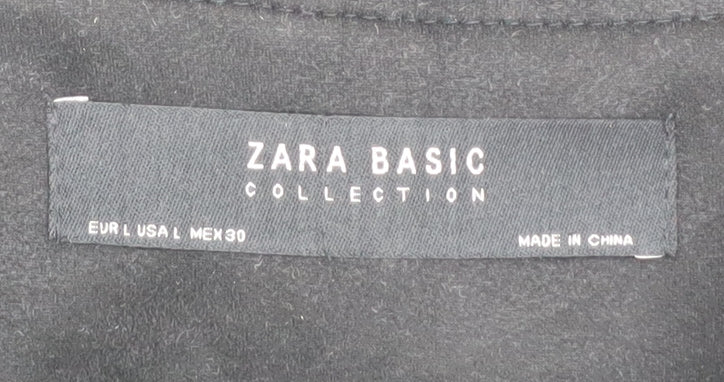 ZARA BASIC
COLLECTION
EUR L USA L MEX 30
MADE IN CHINA